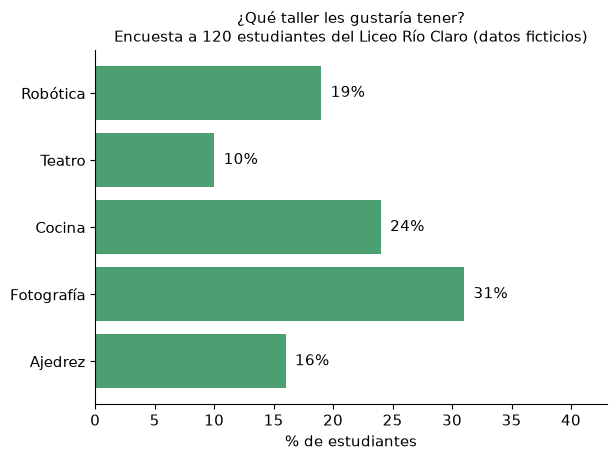 ¿Qué taller les gustaría tener?
Encuesta a 120 estudiantes del Liceo Río Claro (datos ficticios)
Robótica 19%
Teatro 10%
Cocina 24%
Fotografía 31%
Ajedrez 16%
0 5 10 15 20 25 30 35 40
% de estudiantes